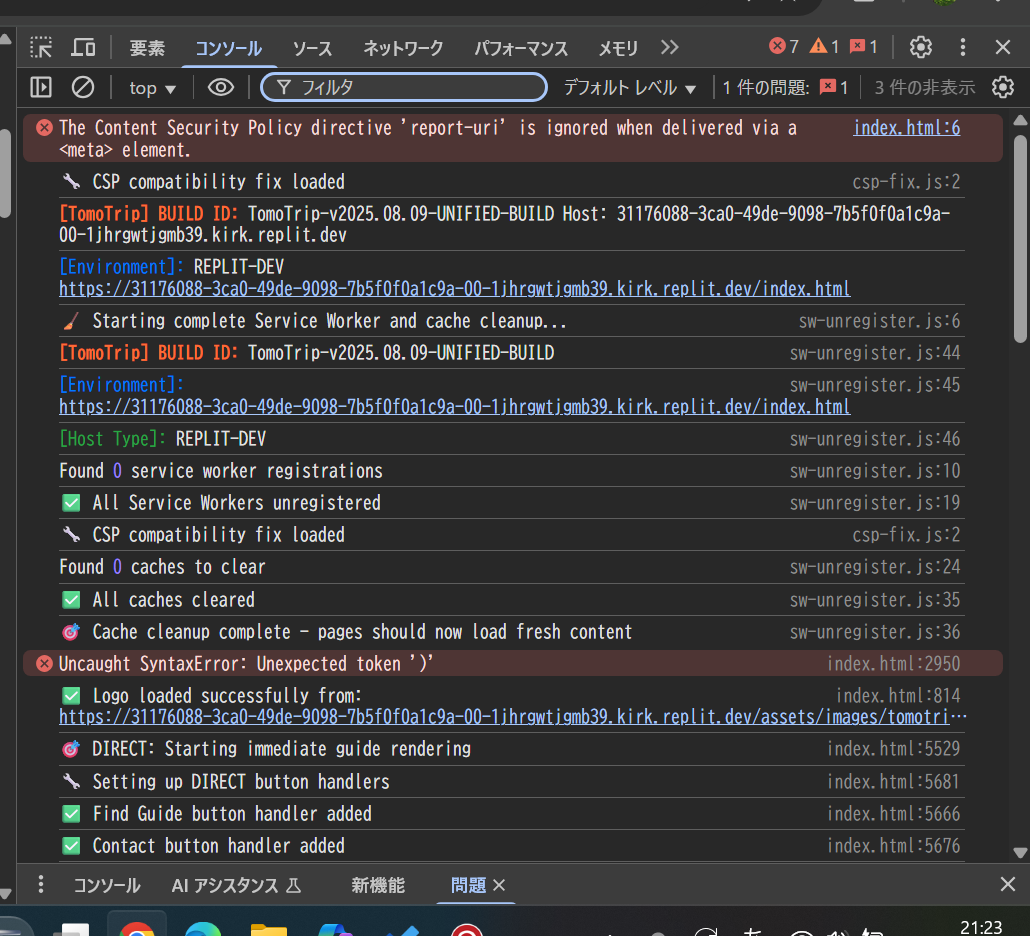 要素 コンソール ソース ネットワーク パフォーマンス メモリ 7 1 1
top フィルタ デフォルト レベル 1 件の問題: 1 3 件の非表示
The Content Security Policy directive 'report-uri' is ignored when delivered via a index.html:6
<meta> element.
CSP compatibility fix loaded csp-fix.js:2
[TomoTrip] BUILD ID: TomoTrip-v2025.08.09-UNIFIED-BUILD Host: 31176088-3ca0-49de-9098-7b5f0f0a1c9a-
00-1jhrgwtjgmb39.kirk.replit.dev
[Environment]: REPLIT-DEV
https://31176088-3ca0-49de-9098-7b5f0f0a1c9a-00-1jhrgwtjgmb39.kirk.replit.dev/index.html
Starting complete Service Worker and cache cleanup... sw-unregister.js:6
[TomoTrip] BUILD ID: TomoTrip-v2025.08.09-UNIFIED-BUILD sw-unregister.js:44
[Environment]: sw-unregister.js:45
https://31176088-3ca0-49de-9098-7b5f0f0a1c9a-00-1jhrgwtjgmb39.kirk.replit.dev/index.html
[Host Type]: REPLIT-DEV sw-unregister.js:46
Found 0 service worker registrations sw-unregister.js:10
All Service Workers unregistered sw-unregister.js:19
CSP compatibility fix loaded csp-fix.js:2
Found 0 caches to clear sw-unregister.js:24
All caches cleared sw-unregister.js:35
Cache cleanup complete - pages should now load fresh content sw-unregister.js:36
Uncaught SyntaxError: Unexpected token ')' index.html:2950
Logo loaded successfully from: index.html:814
https://31176088-3ca0-49de-9098-7b5f0f0a1c9a-00-1jhrgwtjgmb39.kirk.replit.dev/assets/images/tomotri…
DIRECT: Starting immediate guide rendering index.html:5529
Setting up DIRECT button handlers index.html:5681
Find Guide button handler added index.html:5666
Contact button handler added index.html:5676
コンソール AI アシスタンス 新機能 問題
21:23